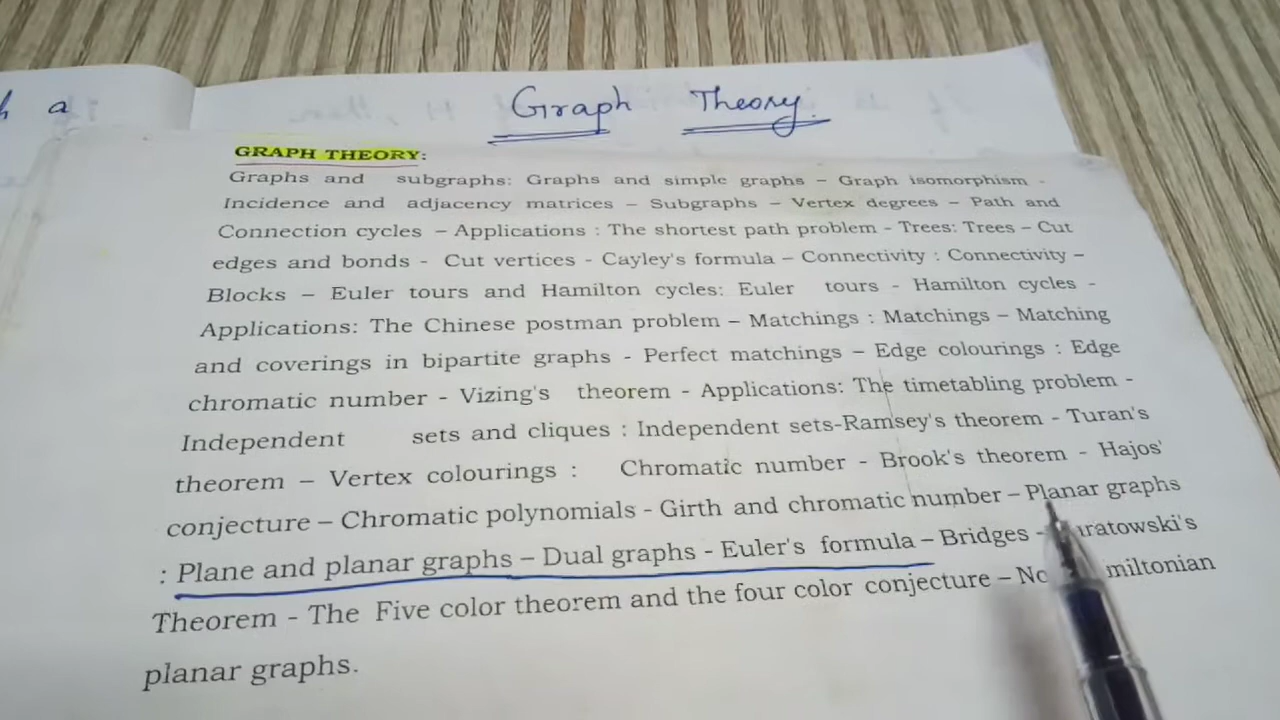 h a
Graph Theory.
GRAPH THEORY:
Graphs and subgraphs: Graphs and simple graphs – Graph isomorphism -
Incidence and adjacency matrices – Subgraphs – Vertex degrees – Path and
Connection cycles – Applications : The shortest path problem - Trees: Trees – Cut
edges and bonds - Cut vertices - Cayley's formula – Connectivity : Connectivity –
Blocks – Euler tours and Hamilton cycles: Euler tours - Hamilton cycles -
Applications: The Chinese postman problem – Matchings : Matchings – Matching
and coverings in bipartite graphs - Perfect matchings – Edge colourings : Edge
chromatic number - Vizing's theorem - Applications: The timetabling problem -
Independent sets and cliques : Independent sets-Ramsey's theorem - Turan's
theorem – Vertex colourings : Chromatic number - Brook's theorem - Hajos'
conjecture – Chromatic polynomials - Girth and chromatic number – Planar graphs
: Plane and planar graphs – Dual graphs - Euler's formula – Bridges - uratowski's
Theorem - The Five color theorem and the four color conjecture – No miltonian
planar graphs.